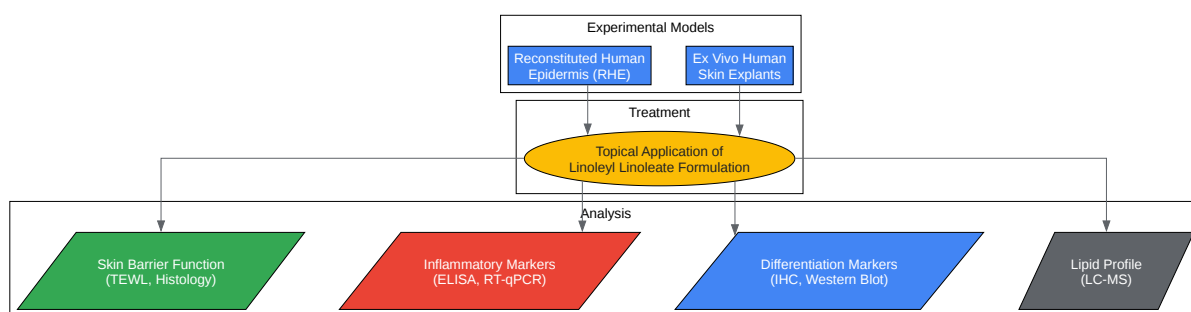 Experimental Models
Reconstituted Human
Epidermis (RHE)
Ex Vivo Human
Skin Explants
Treatment
Topical Application of
Linoleyl Linoleate Formulation
Analysis
Skin Barrier Function
(TEWL, Histology)
Inflammatory Markers
(ELISA, RT-qPCR)
Differentiation Markers
(IHC, Western Blot)
Lipid Profile
(LC-MS)